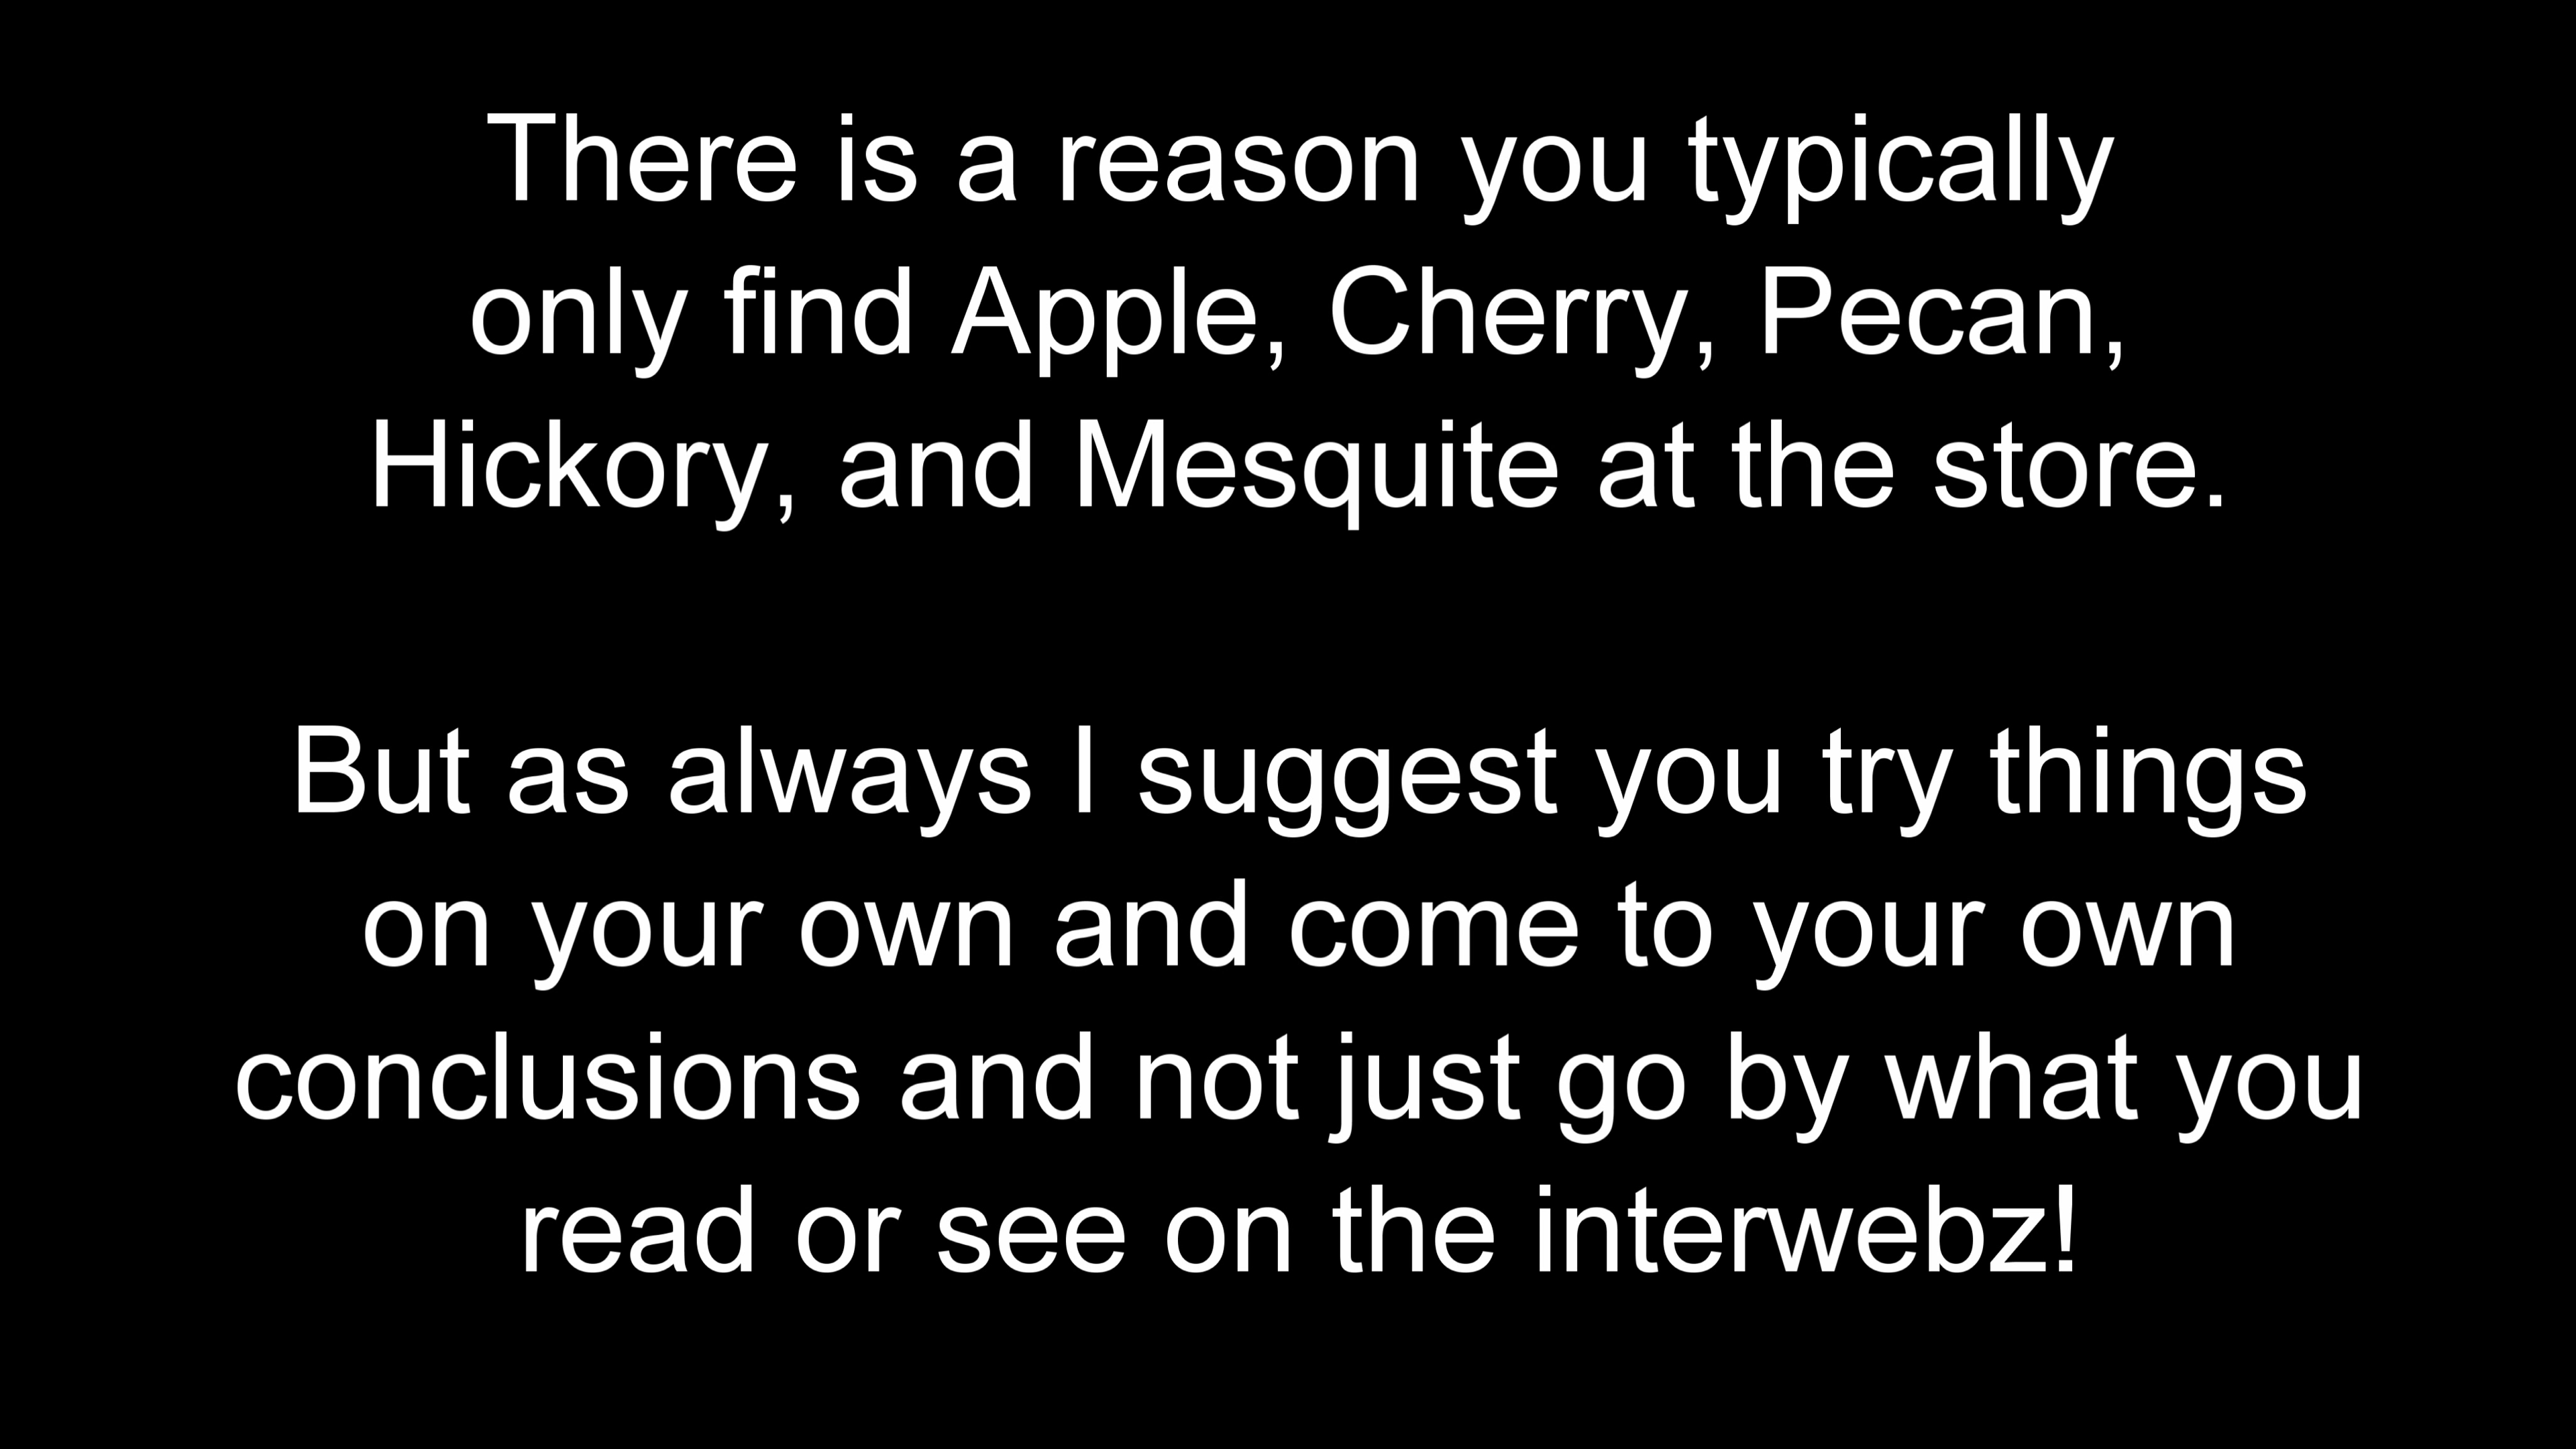 There is a reason you typically
only find Apple, Cherry, Pecan,
Hickory, and Mesquite at the store.
But as always I suggest you try things
on your own and come to your own
conclusions and not just go by what you
read or see on the interwebz!